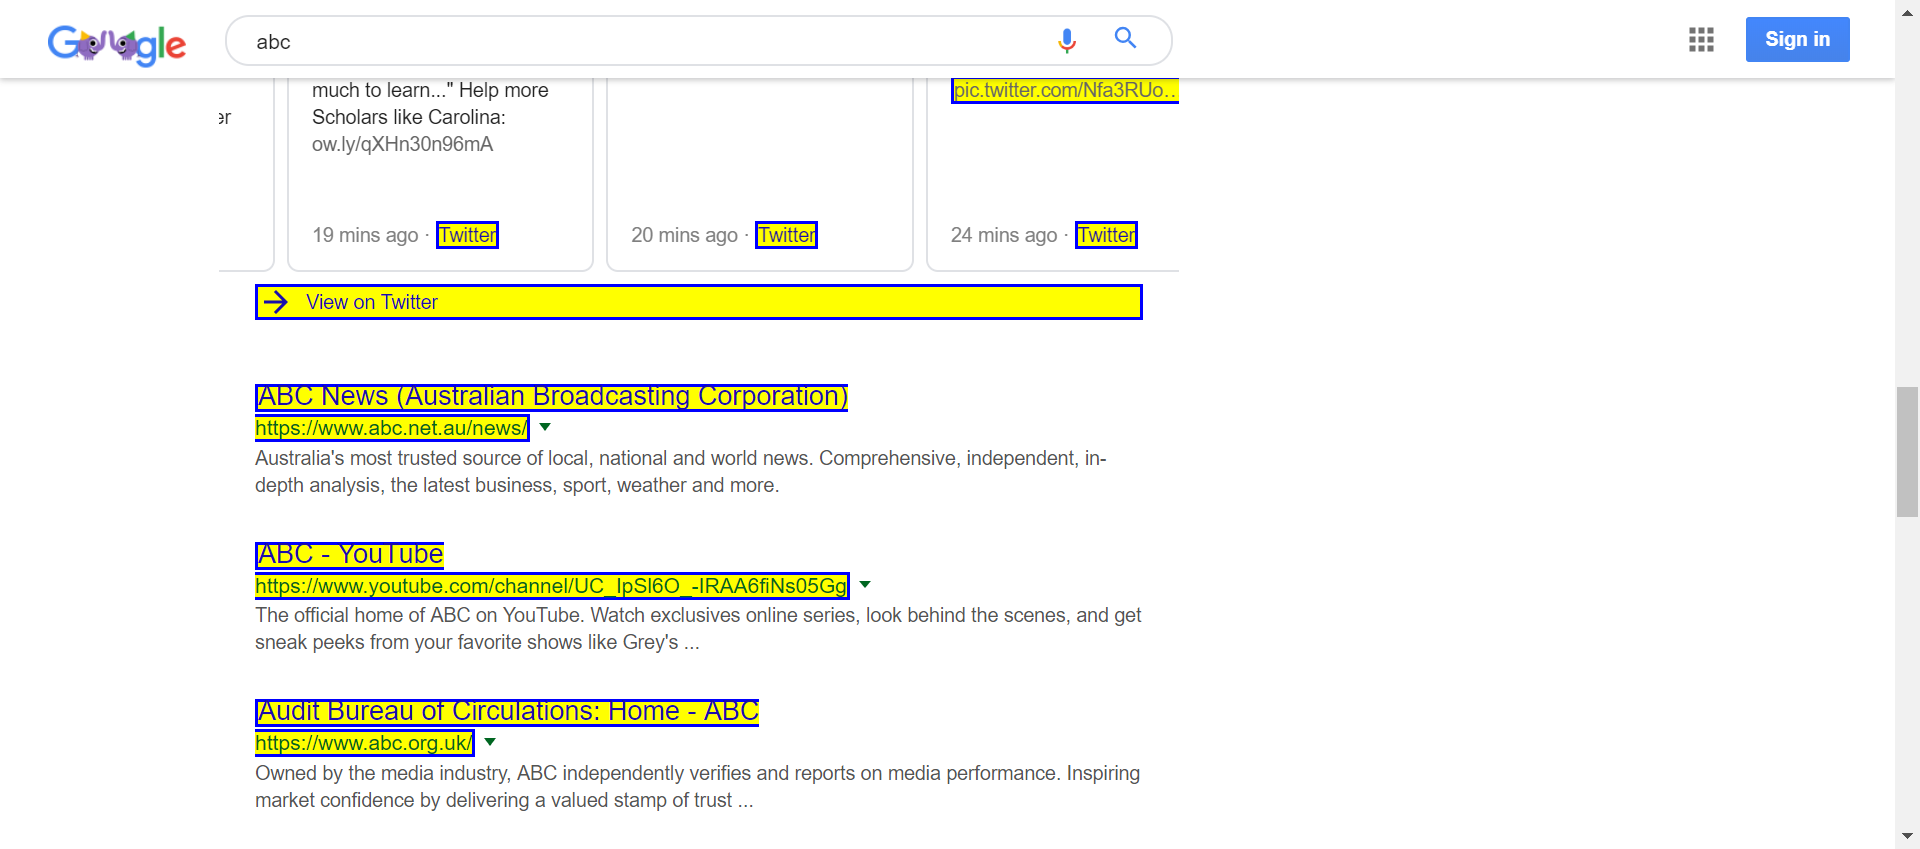 Google
abc
Sign in
er
much to learn..." Help more
Scholars like Carolina:
ow.ly/qXHn30n96mA
pic.twitter.com/Nfa3RUo...
19 mins ago · Twitter
20 mins ago · Twitter
24 mins ago · Twitter
View on Twitter
ABC News (Australian Broadcasting Corporation)
https://www.abc.net.au/news/
Australia's most trusted source of local, national and world news. Comprehensive, independent, in-
depth analysis, the latest business, sport, weather and more.
ABC - YouTube
https://www.youtube.com/channel/UC_IpSl6O_-IRAA6fiNs05Gg
The official home of ABC on YouTube. Watch exclusives online series, look behind the scenes, and get
sneak peeks from your favorite shows like Grey's ...
Audit Bureau of Circulations: Home - ABC
https://www.abc.org.uk/
Owned by the media industry, ABC independently verifies and reports on media performance. Inspiring
market confidence by delivering a valued stamp of trust ...